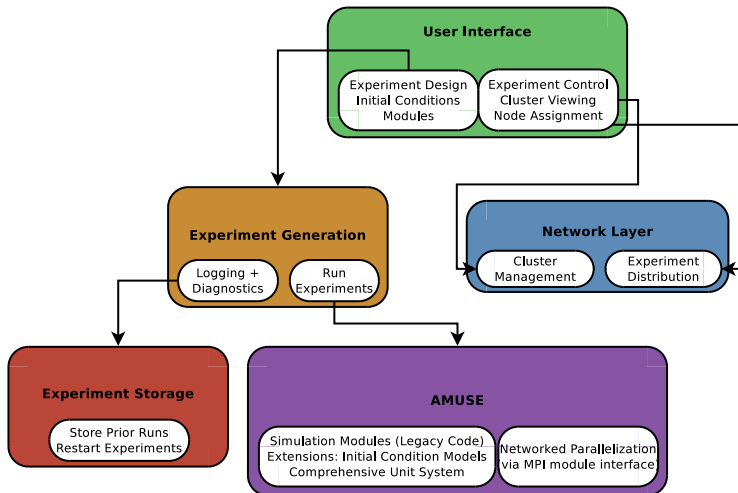 User Interface
Experiment Design
Initial Conditions
Modules
Experiment Control
Cluster Viewing
Node Assignment
Experiment Generation
Logging +
Diagnostics
Run
Experiments
Network Layer
Cluster
Management
Experiment
Distribution
Experiment Storage
Store Prior Runs
Restart Experiments
AMUSE
Simulation Modules (Legacy Code)
Extensions: Initial Condition Models
Comprehensive Unit System
Networked Parallelization
(via MPI module interface)